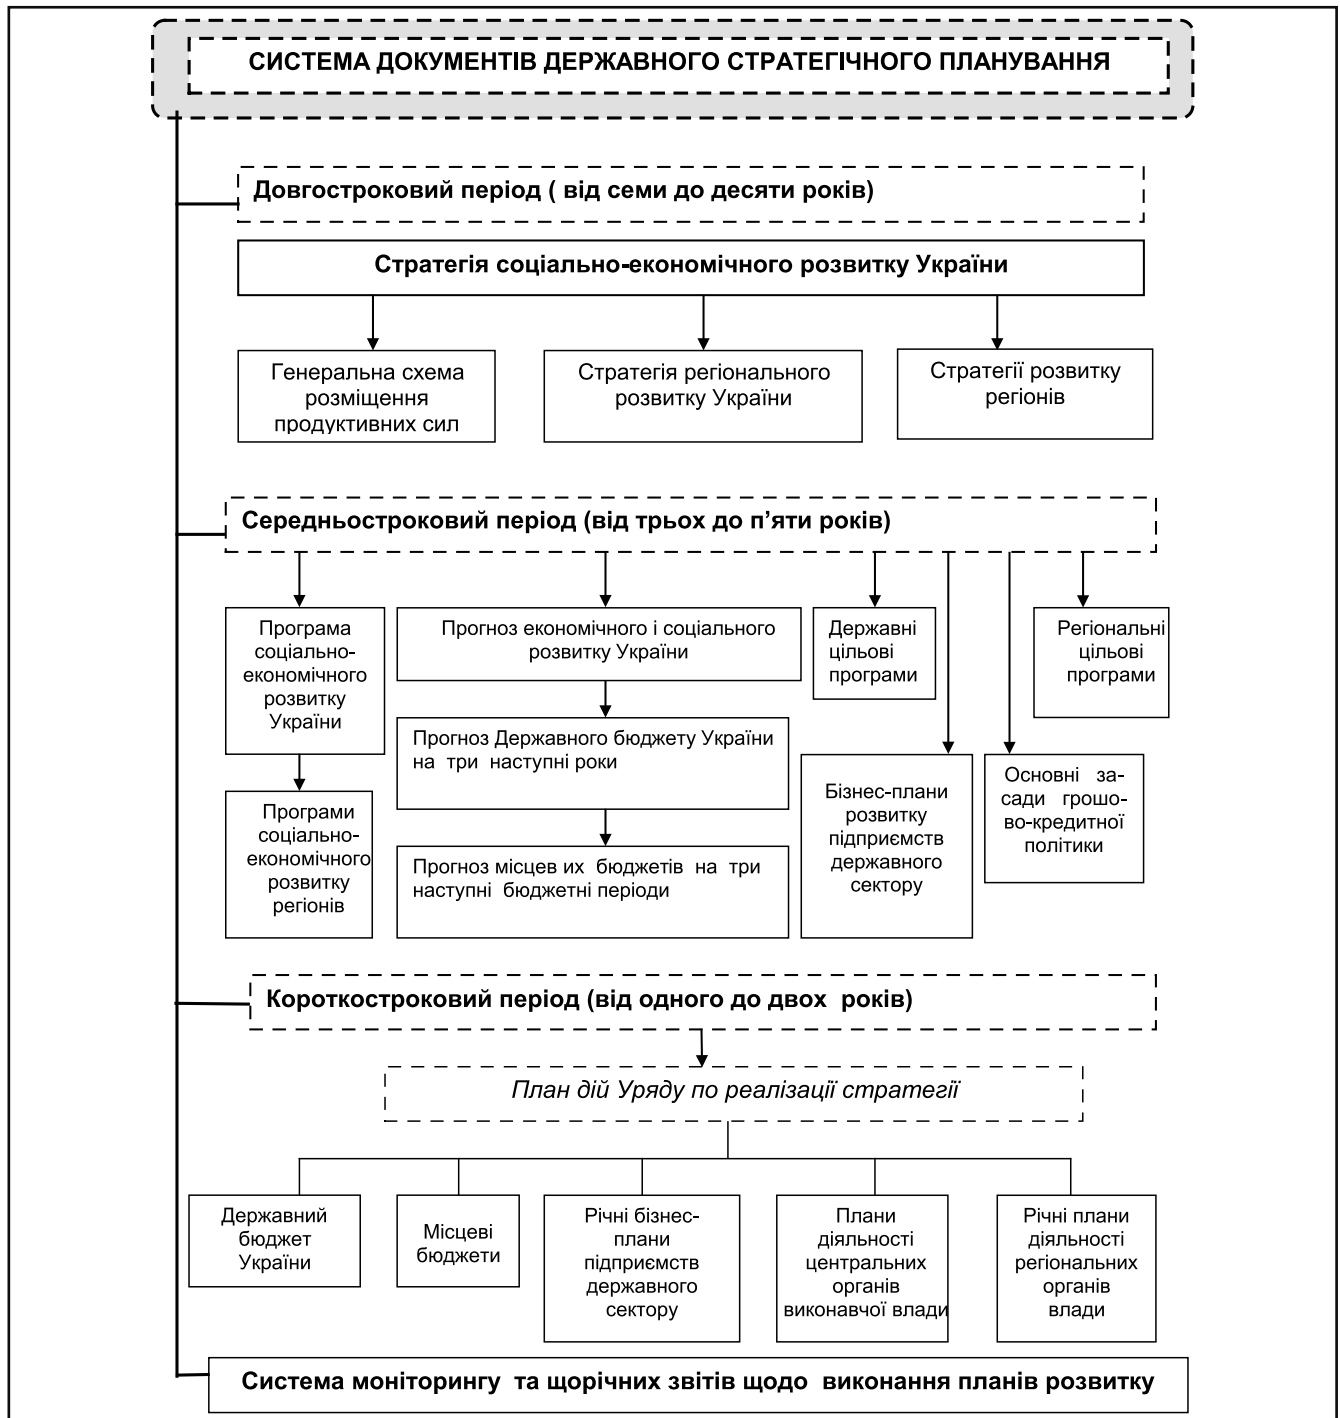 СИСТЕМА ДОКУМЕНТІВ ДЕРЖАВНОГО СТРАТЕГІЧНОГО ПЛАНУВАННЯ
Довгостроковий період ( від семи до десяти років)
Стратегія соціально-економічного розвитку України
Генеральна схема
розміщення
продуктивних сил
Стратегія регіонального
розвитку України
Стратегії розвитку
регіонів
Середньостроковий період (від трьох до п’яти років)
Програма
соціально-
економічного
розвитку
України
Прогноз економічного і соціального
розвитку України
Державні
цільові
програми
Регіональні
цільові
програми
Прогноз Державного бюджету України
на три наступні роки
Програми
соціально-
економічного
розвитку
регіонів
Прогноз місцев их бюджетів на три
наступні бюджетні періоди
Бізнес-плани
розвитку
підприємств
державного
сектору
Основні за-
сади грошо-
во-кредитної
політики
Короткостроковий період (від одного до двох років)
План дій Уряду по реалізації стратегії
Державний
бюджет
України
Місцеві
бюджети
Річні бізнес-
плани
підприємств
державного
сектору
Плани
діяльності
центральних
органів
виконавчої влади
Річні плани
діяльності
регіональних
органів
влади
Система моніторингу та щорічних звітів щодо виконання планів розвитку